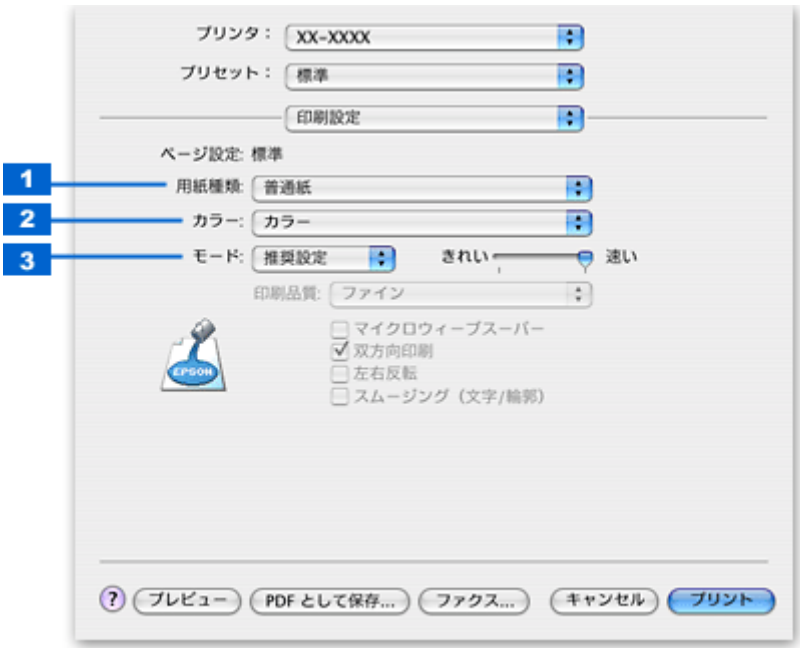 プリンタ： XX-XXXX
プリセット： 標準
印刷設定
ページ設定: 標準
1 用紙種類: 普通紙
2 カラー: カラー
3 モード: 推奨設定 きれい 速い
印刷品質: ファイン
マイクロウィーブスーパー
双方向印刷
左右反転
スムージング（文字/輪郭）
EPSON
? プレビュー PDF として保存... ファクス... キャンセル プリント